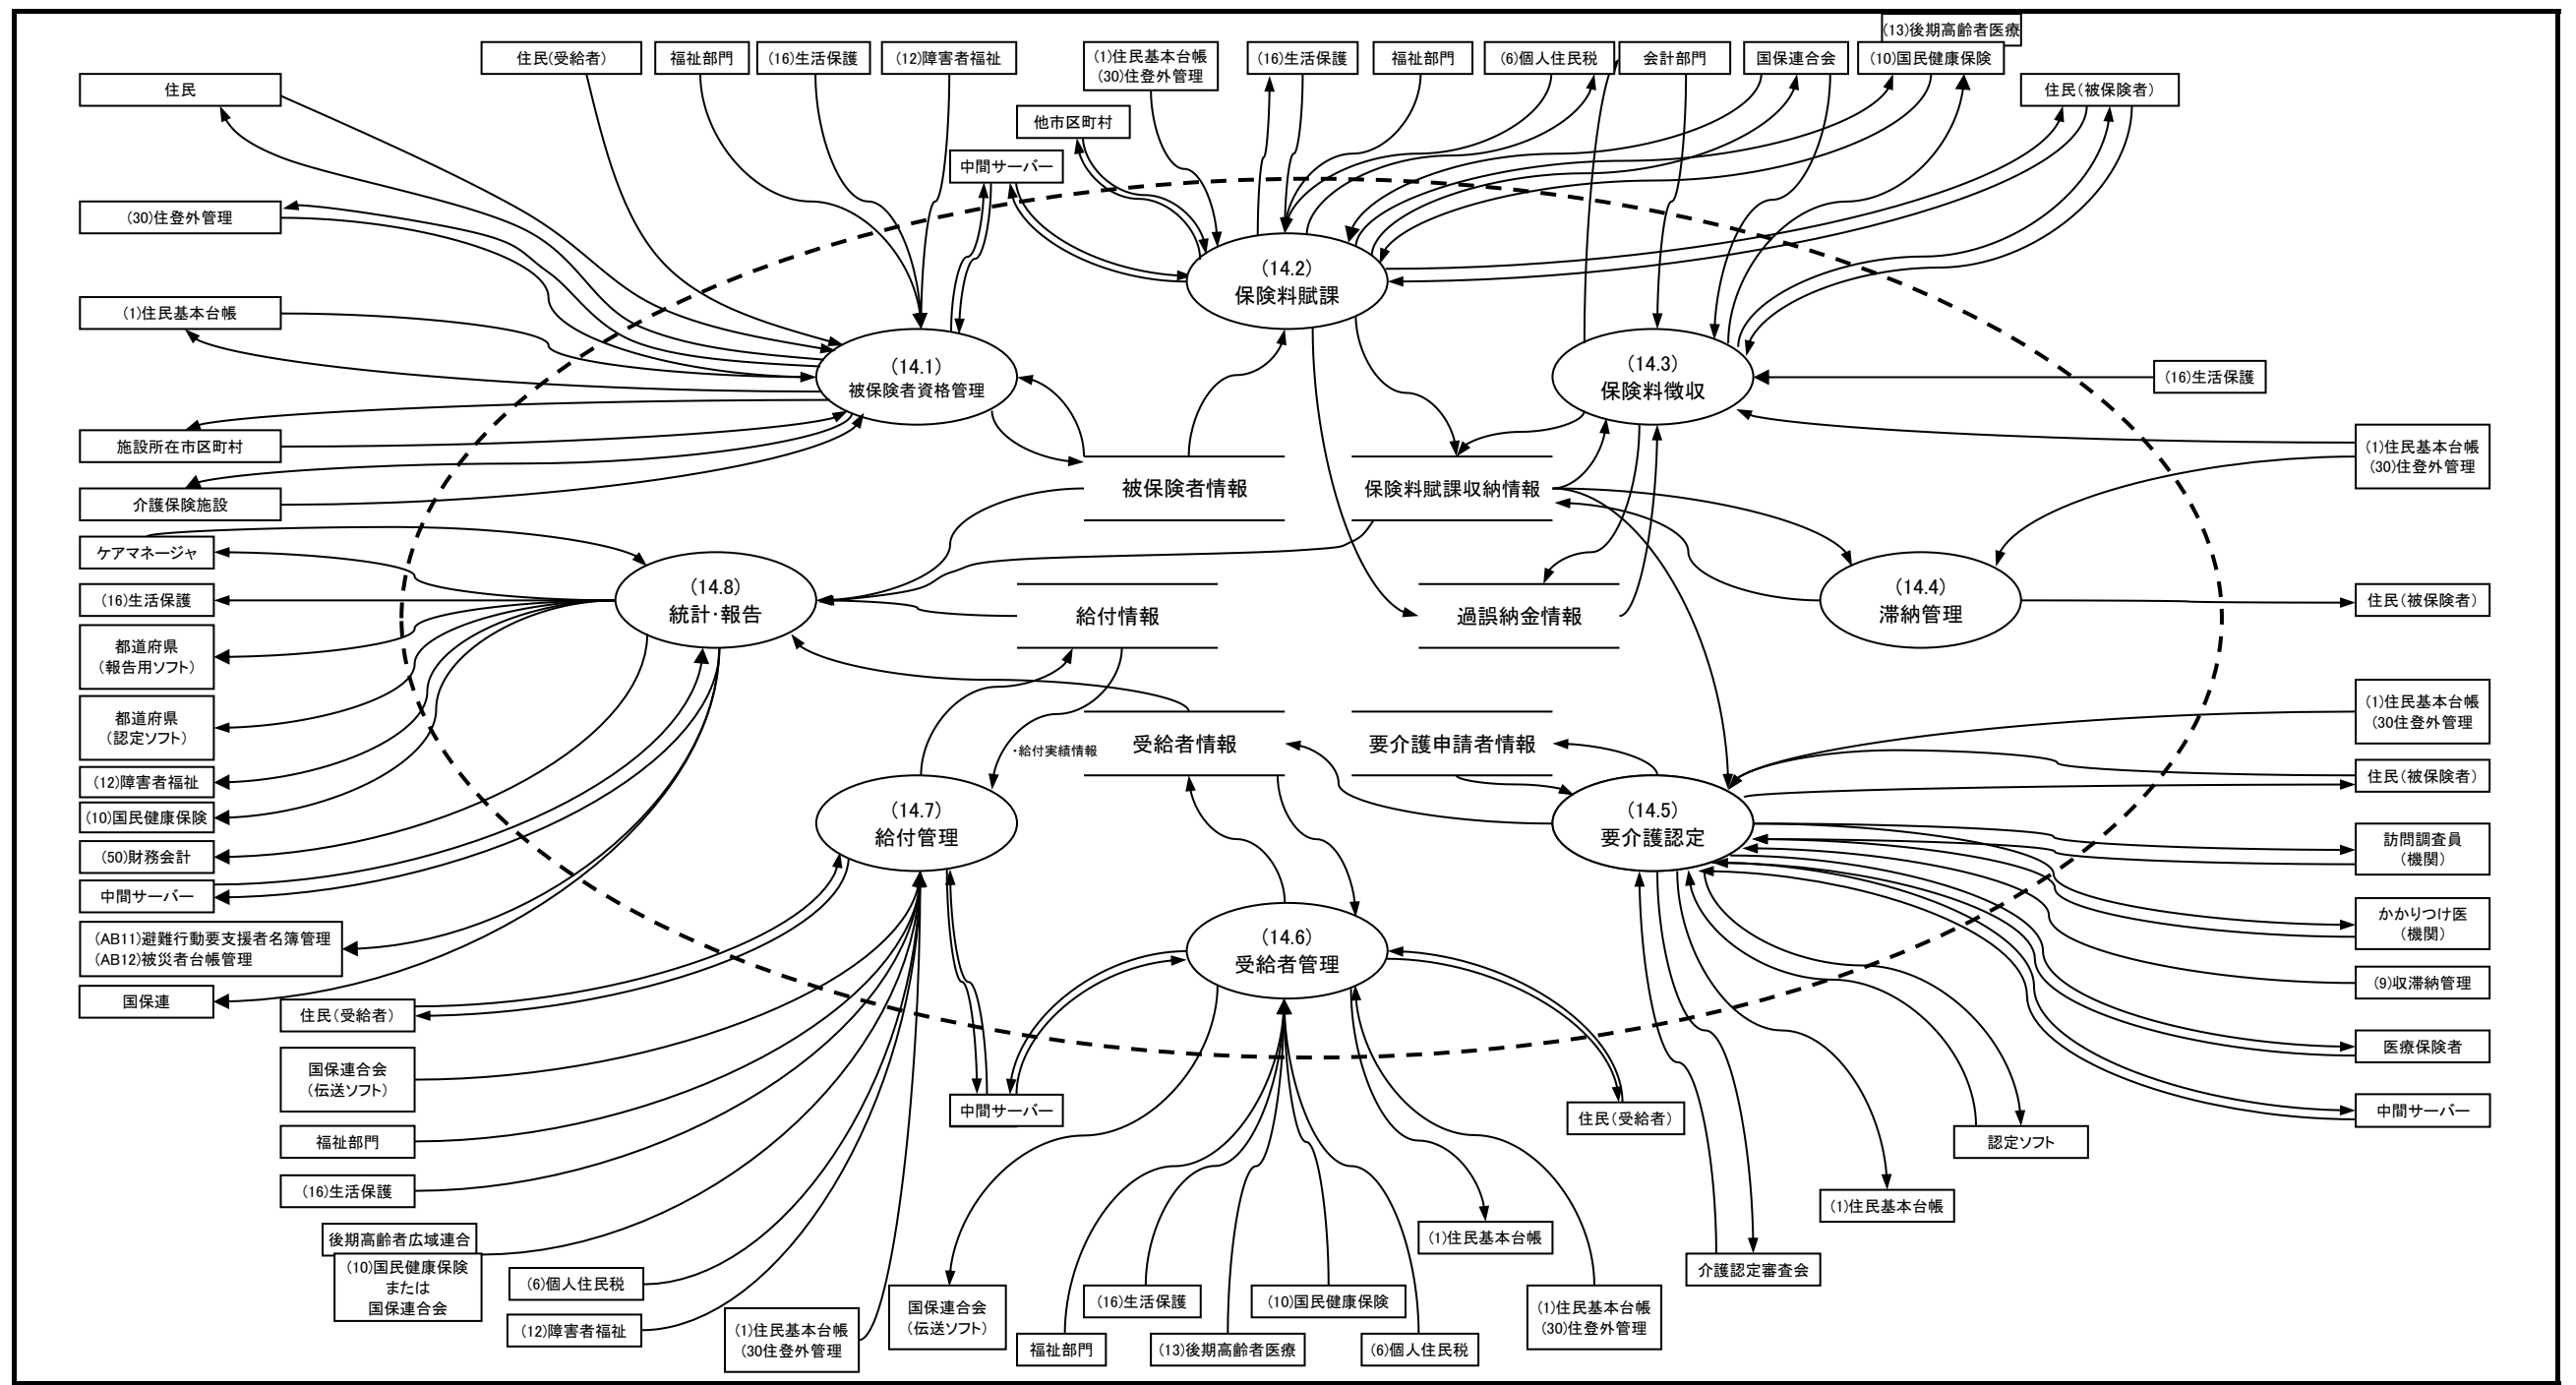 (13)後期高齢者医療
住民(受給者)
福祉部門
(16)生活保護
(12)障害者福祉
(1)住民基本台帳
(30)住登外管理
(16)生活保護
福祉部門
(6)個人住民税
会計部門
国保連合会
(10)国民健康保険
住民
住民(被保険者)
他市区町村
中間サーバー
(30)住登外管理
(1)住民基本台帳
(14.2)
保険料賦課
(14.1)
被保険者資格管理
(14.3)
保険料徴収
(16)生活保護
施設所在市区町村
介護保険施設
被保険者情報
保険料賦課収納情報
(1)住民基本台帳
(30)住登外管理
ケアマネージャ
(16)生活保護
都道府県
(報告用ソフト)
都道府県
(認定ソフト)
(12)障害者福祉
(10)国民健康保険
(50)財務会計
中間サーバー
(AB11)避難行動要支援者名簿管理
(AB12)被災者台帳管理
国保連
(14.8)
統計・報告
給付情報
過誤納金情報
(14.4)
滞納管理
住民(被保険者)
・給付実績情報
受給者情報
要介護申請者情報
(1)住民基本台帳
(30住登外管理
住民(被保険者)
(14.7)
給付管理
(14.5)
要介護認定
訪問調査員
(機関)
かかりつけ医
(機関)
(9)収滞納管理
医療保険者
中間サーバー
(14.6)
受給者管理
住民(受給者)
国保連合会
(伝送ソフト)
福祉部門
(16)生活保護
後期高齢者広域連合
(10)国民健康保険
または
国保連合会
(6)個人住民税
(12)障害者福祉
(1)住民基本台帳
(30住登外管理
中間サーバー
国保連合会
(伝送ソフト)
福祉部門
(16)生活保護
(13)後期高齢者医療
(10)国民健康保険
(6)個人住民税
(1)住民基本台帳
(1)住民基本台帳
(30)住登外管理
住民(受給者)
介護認定審査会
(1)住民基本台帳
認定ソフト